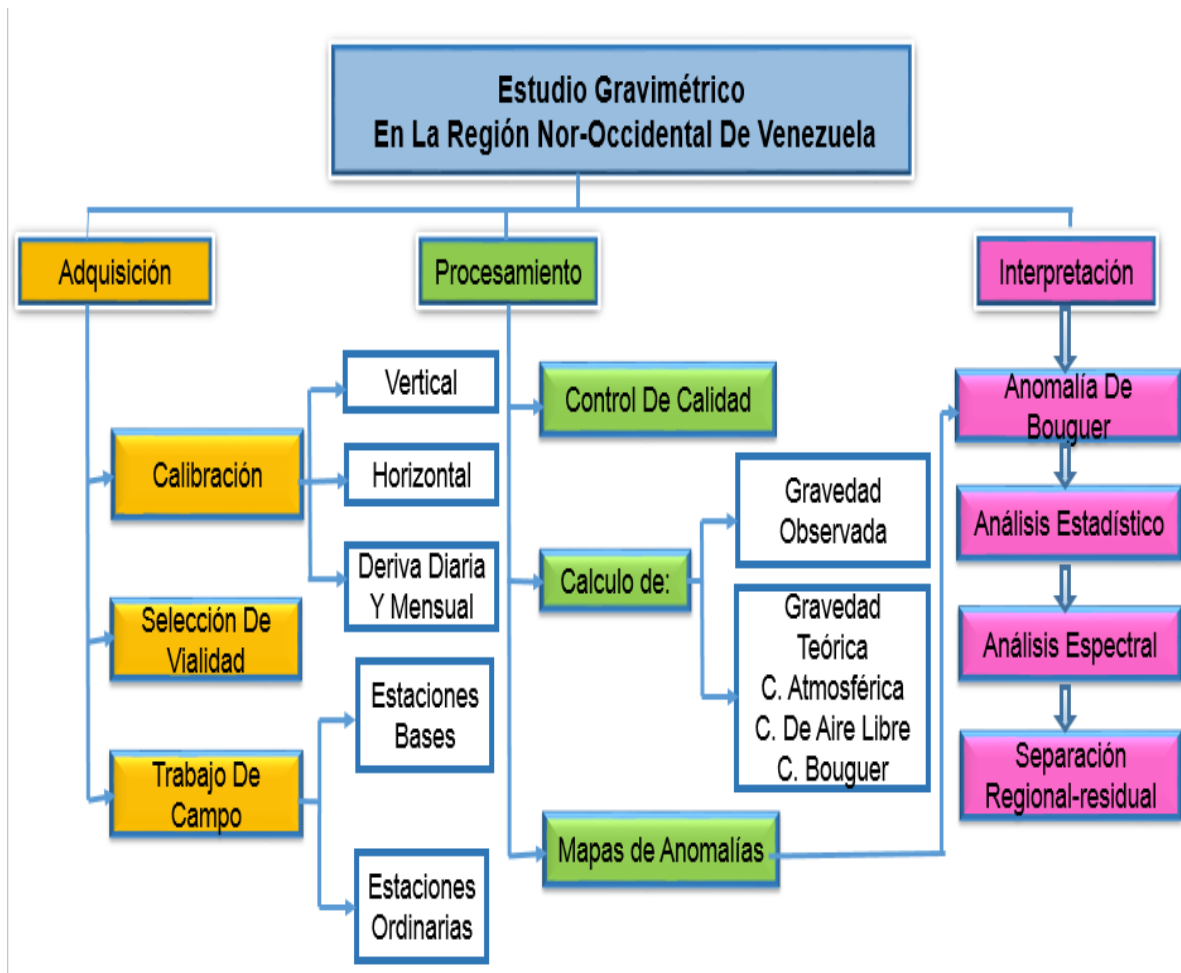 Estudio Gravimétrico
En La Región Nor-Occidental De Venezuela
Adquisición
Procesamiento
Interpretación
Calibración
Vertical
Horizontal
Deriva Diaria
Y Mensual
Selección De
Vialidad
Trabajo De
Campo
Estaciones
Bases
Estaciones
Ordinarias
Control De Calidad
Calculo de:
Gravedad
Observada
Gravedad
Teórica
C. Atmosférica
C. De Aire Libre
C. Bouguer
Mapas de Anomalías
Anomalía De
Bouguer
Análisis Estadístico
Análisis Espectral
Separación
Regional-residual